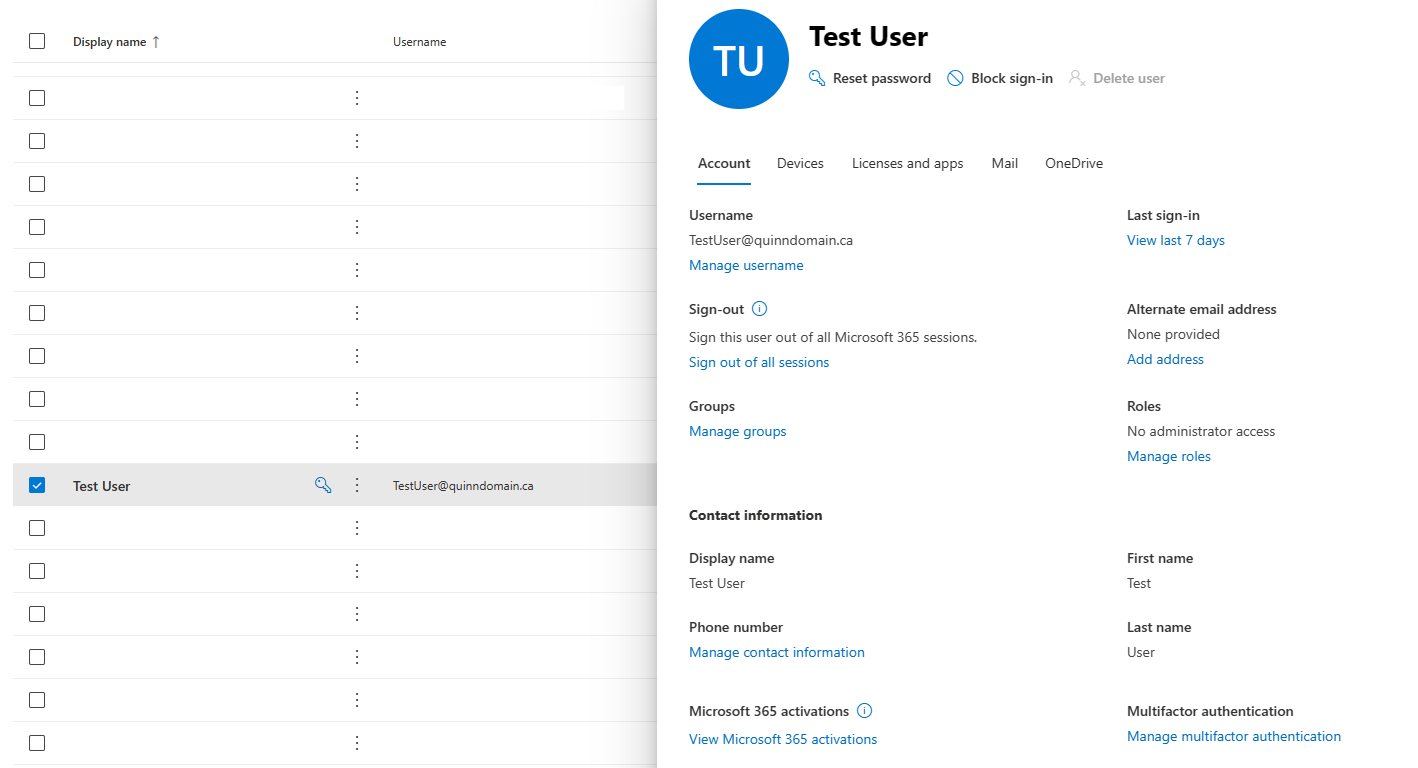 Display name ↑ Username
Test User TestUser@quinndomain.ca
TU
Test User
Reset password Block sign-in Delete user
Account Devices Licenses and apps Mail OneDrive
Username
TestUser@quinndomain.ca
Manage username
Last sign-in
View last 7 days
Sign-out
Sign this user out of all Microsoft 365 sessions.
Sign out of all sessions
Alternate email address
None provided
Add address
Groups
Manage groups
Roles
No administrator access
Manage roles
Contact information
Display name
Test User
First name
Test
Phone number
Manage contact information
Last name
User
Microsoft 365 activations
View Microsoft 365 activations
Multifactor authentication
Manage multifactor authentication